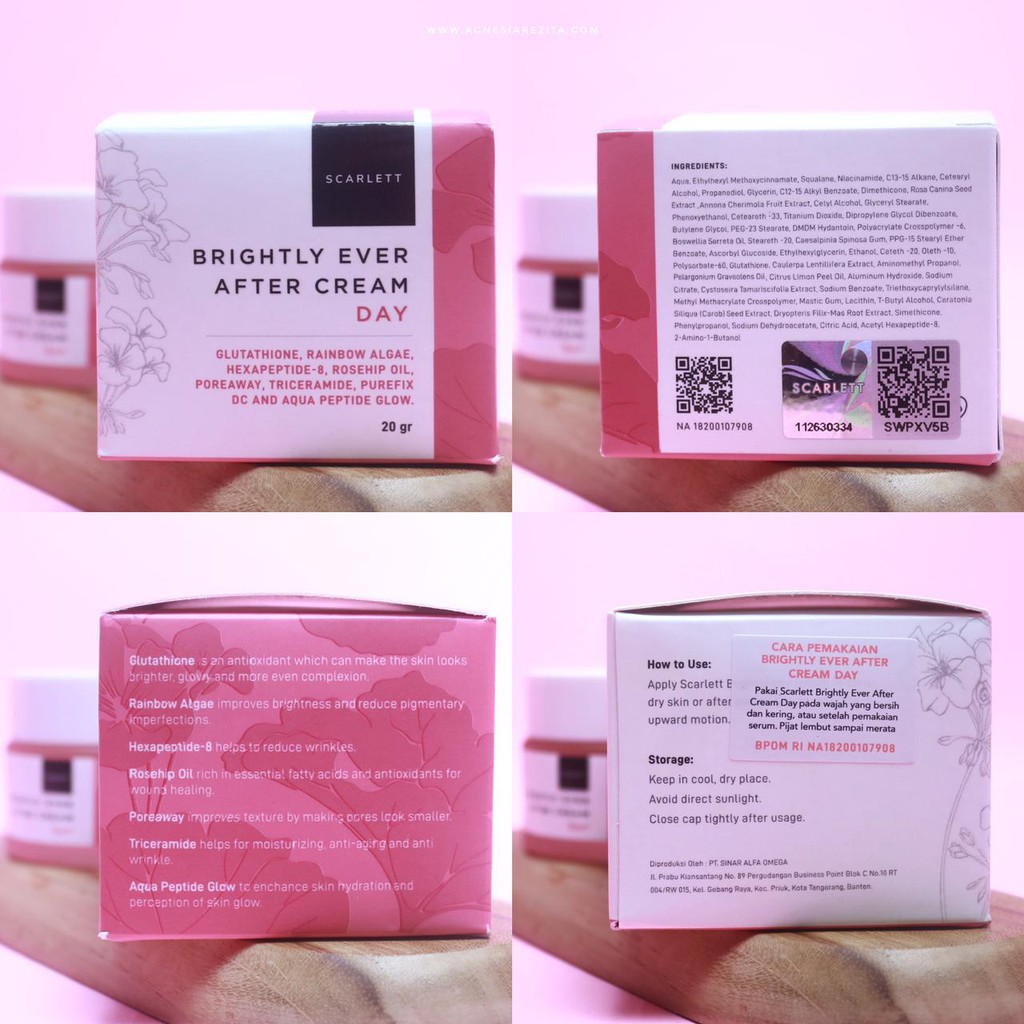 WWW.AGNESIAREZITA.COM
SCARLETT
BRIGHTLY EVER
AFTER CREAM
DAY
GLUTATHIONE, RAINBOW ALGAE,
HEXAPEPTIDE-8, ROSEHIP OIL,
POREAWAY, TRICERAMIDE, PUREFIX
DC AND AQUA PEPTIDE GLOW.
20 gr
INGREDIENTS:
Aqua, Ethylhexyl Methoxycinnamate, Squalane, Niacinamide, C13-15 Alkane, Cetearyl
Alcohol, Propanediol, Glycerin, C12-15 Alkyl Benzoate, Dimethicone, Rosa Canina Seed
Extract ,Annona Cherimola Fruit Extract, Cetyl Alcohol, Glyceryl Stearate,
Phenoxyethanol, Ceteareth -33, Titanium Dioxide, Dipropylene Glycol Dibenzoate,
Butylene Glycol, PEG-23 Stearate, DMDM Hydantoin, Polyacrylate Crosspolymer -6,
Boswellia Serrata Oil, Steareth -20, Caesalpinia Spinosa Gum, PPG-15 Stearyl Ether
Benzoate, Ascorbyl Glucoside, Ethylhexylglycerin, Ethanol, Ceteth -20, Oleth -10,
Polysorbate-60, Glutathione, Caulerpa Lentillifera Extract, Aminomethyl Propanol,
Pelargonium Graveolens Oil, Citrus Limon Peel Oil, Aluminum Hydroxide, Sodium
Citrate, Cystoseira Tamariscifolia Extract, Sodium Benzoate, Triethoxycaprylylsilane,
Methyl Methacrylate Crosspolymer, Mastic Gum, Lecithin, T-Butyl Alcohol, Ceratonia
Siliqua (Carob) Seed Extract, Dryopteris Filix-Mas Root Extract, Simethicone,
Phenylpropanol, Sodium Dehydroacetate, Citric Acid, Acetyl Hexapeptide-8,
2-Amino-1-Butanol
NA 18200107908
SCARLETT
112630334
SWPXV5B
Glutathione is an antioxidant which can make the skin looks
brighter, glowy and more even complexion.
Rainbow Algae improves brightness and reduce pigmentary
imperfections.
Hexapeptide-8 helps to reduce wrinkles.
Rosehip Oil rich in essential fatty acids and antioxidants for
wound healing.
Poreaway improves texture by making pores look smaller.
Triceramide helps for moisturizing, anti-aging and anti
wrinkle.
Aqua Peptide Glow to enchance skin hydration and
perception of skin glow.
How to Use:
Apply Scarlett B
dry skin or after
upward motion.
CARA PEMAKAIAN
BRIGHTLY EVER AFTER
CREAM DAY
Pakai Scarlett Brightly Ever After
Cream Day pada wajah yang bersih
dan kering, atau setelah pemakaian
serum. Pijat lembut sampai merata
BPOM RI NA18200107908
Storage:
Keep in cool, dry place.
Avoid direct sunlight.
Close cap tightly after usage.
Diproduksi Oleh : PT. SINAR ALFA OMEGA
Jl. Prabu Kiansantang No. 89 Pergudangan Business Point Blok C No.10 RT
004/RW 015, Kel. Gebang Raya, Kec. Priuk, Kota Tangerang, Banten.